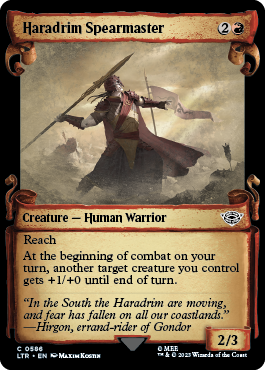 Haradrim Spearmaster 2
Creature — Human Warrior
Reach
At the beginning of combat on your
turn, another target creature you control
gets +1/+0 until end of turn.
“In the South the Haradrim are moving,
and fear has fallen on all our coastlands.”
—Hirgon, errand-rider of Gondor
2/3
C 0586
LTR • EN Maxim Kostin
© MEE
™ & © 2023 Wizards of the Coast